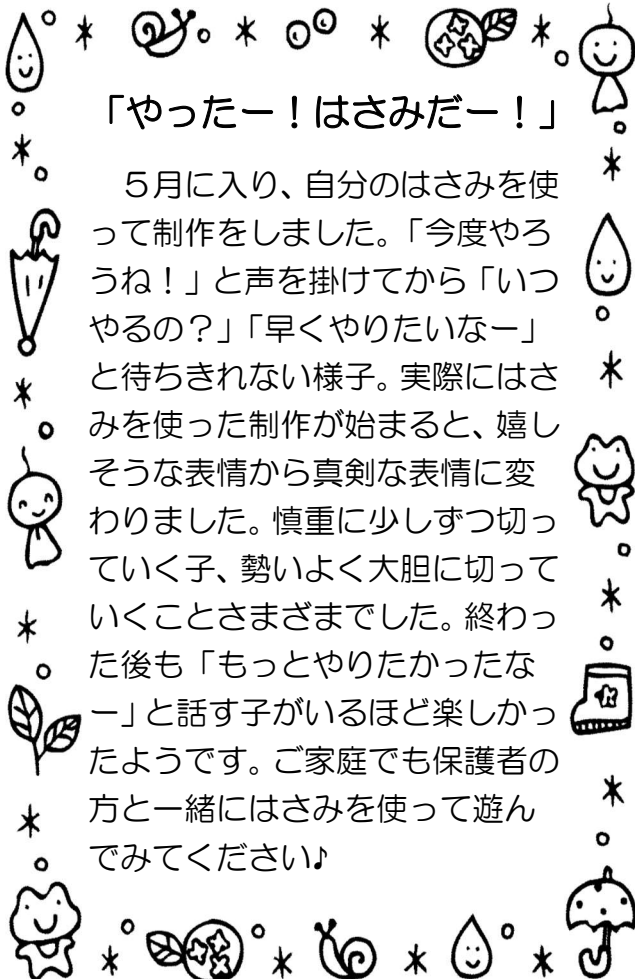 「やったー！はさみだー！」
５月に入り、自分のはさみを使
って制作をしました。「今度やろ
うね！」と声を掛けてから「いつ
やるの？」「早くやりたいなー」
と待ちきれない様子。実際にはさ
みを使った制作が始まると、嬉し
そうな表情から真剣な表情に変
わりました。慎重に少しずつ切っ
ていく子、勢いよく大胆に切って
いくことさまざまでした。終わっ
た後も「もっとやりたかったな
ー」と話す子がいるほど楽しかっ
たようです。ご家庭でも保護者の
方と一緒にはさみを使って遊ん
でみてください♪